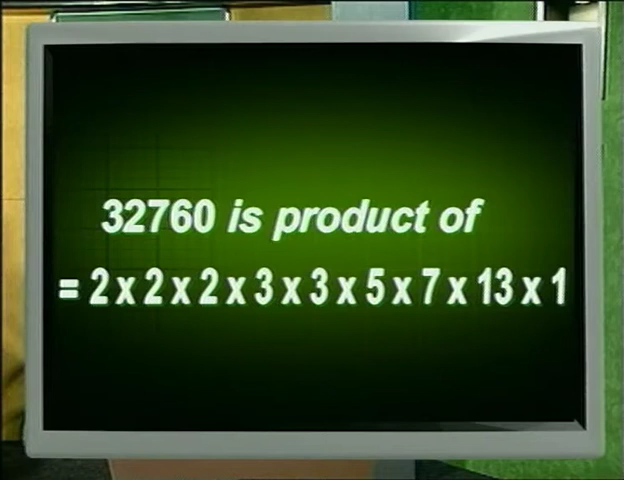 32760 is product of
= 2 x 2 x 2 x 3 x 3 x 5 x 7 x 13 x 1